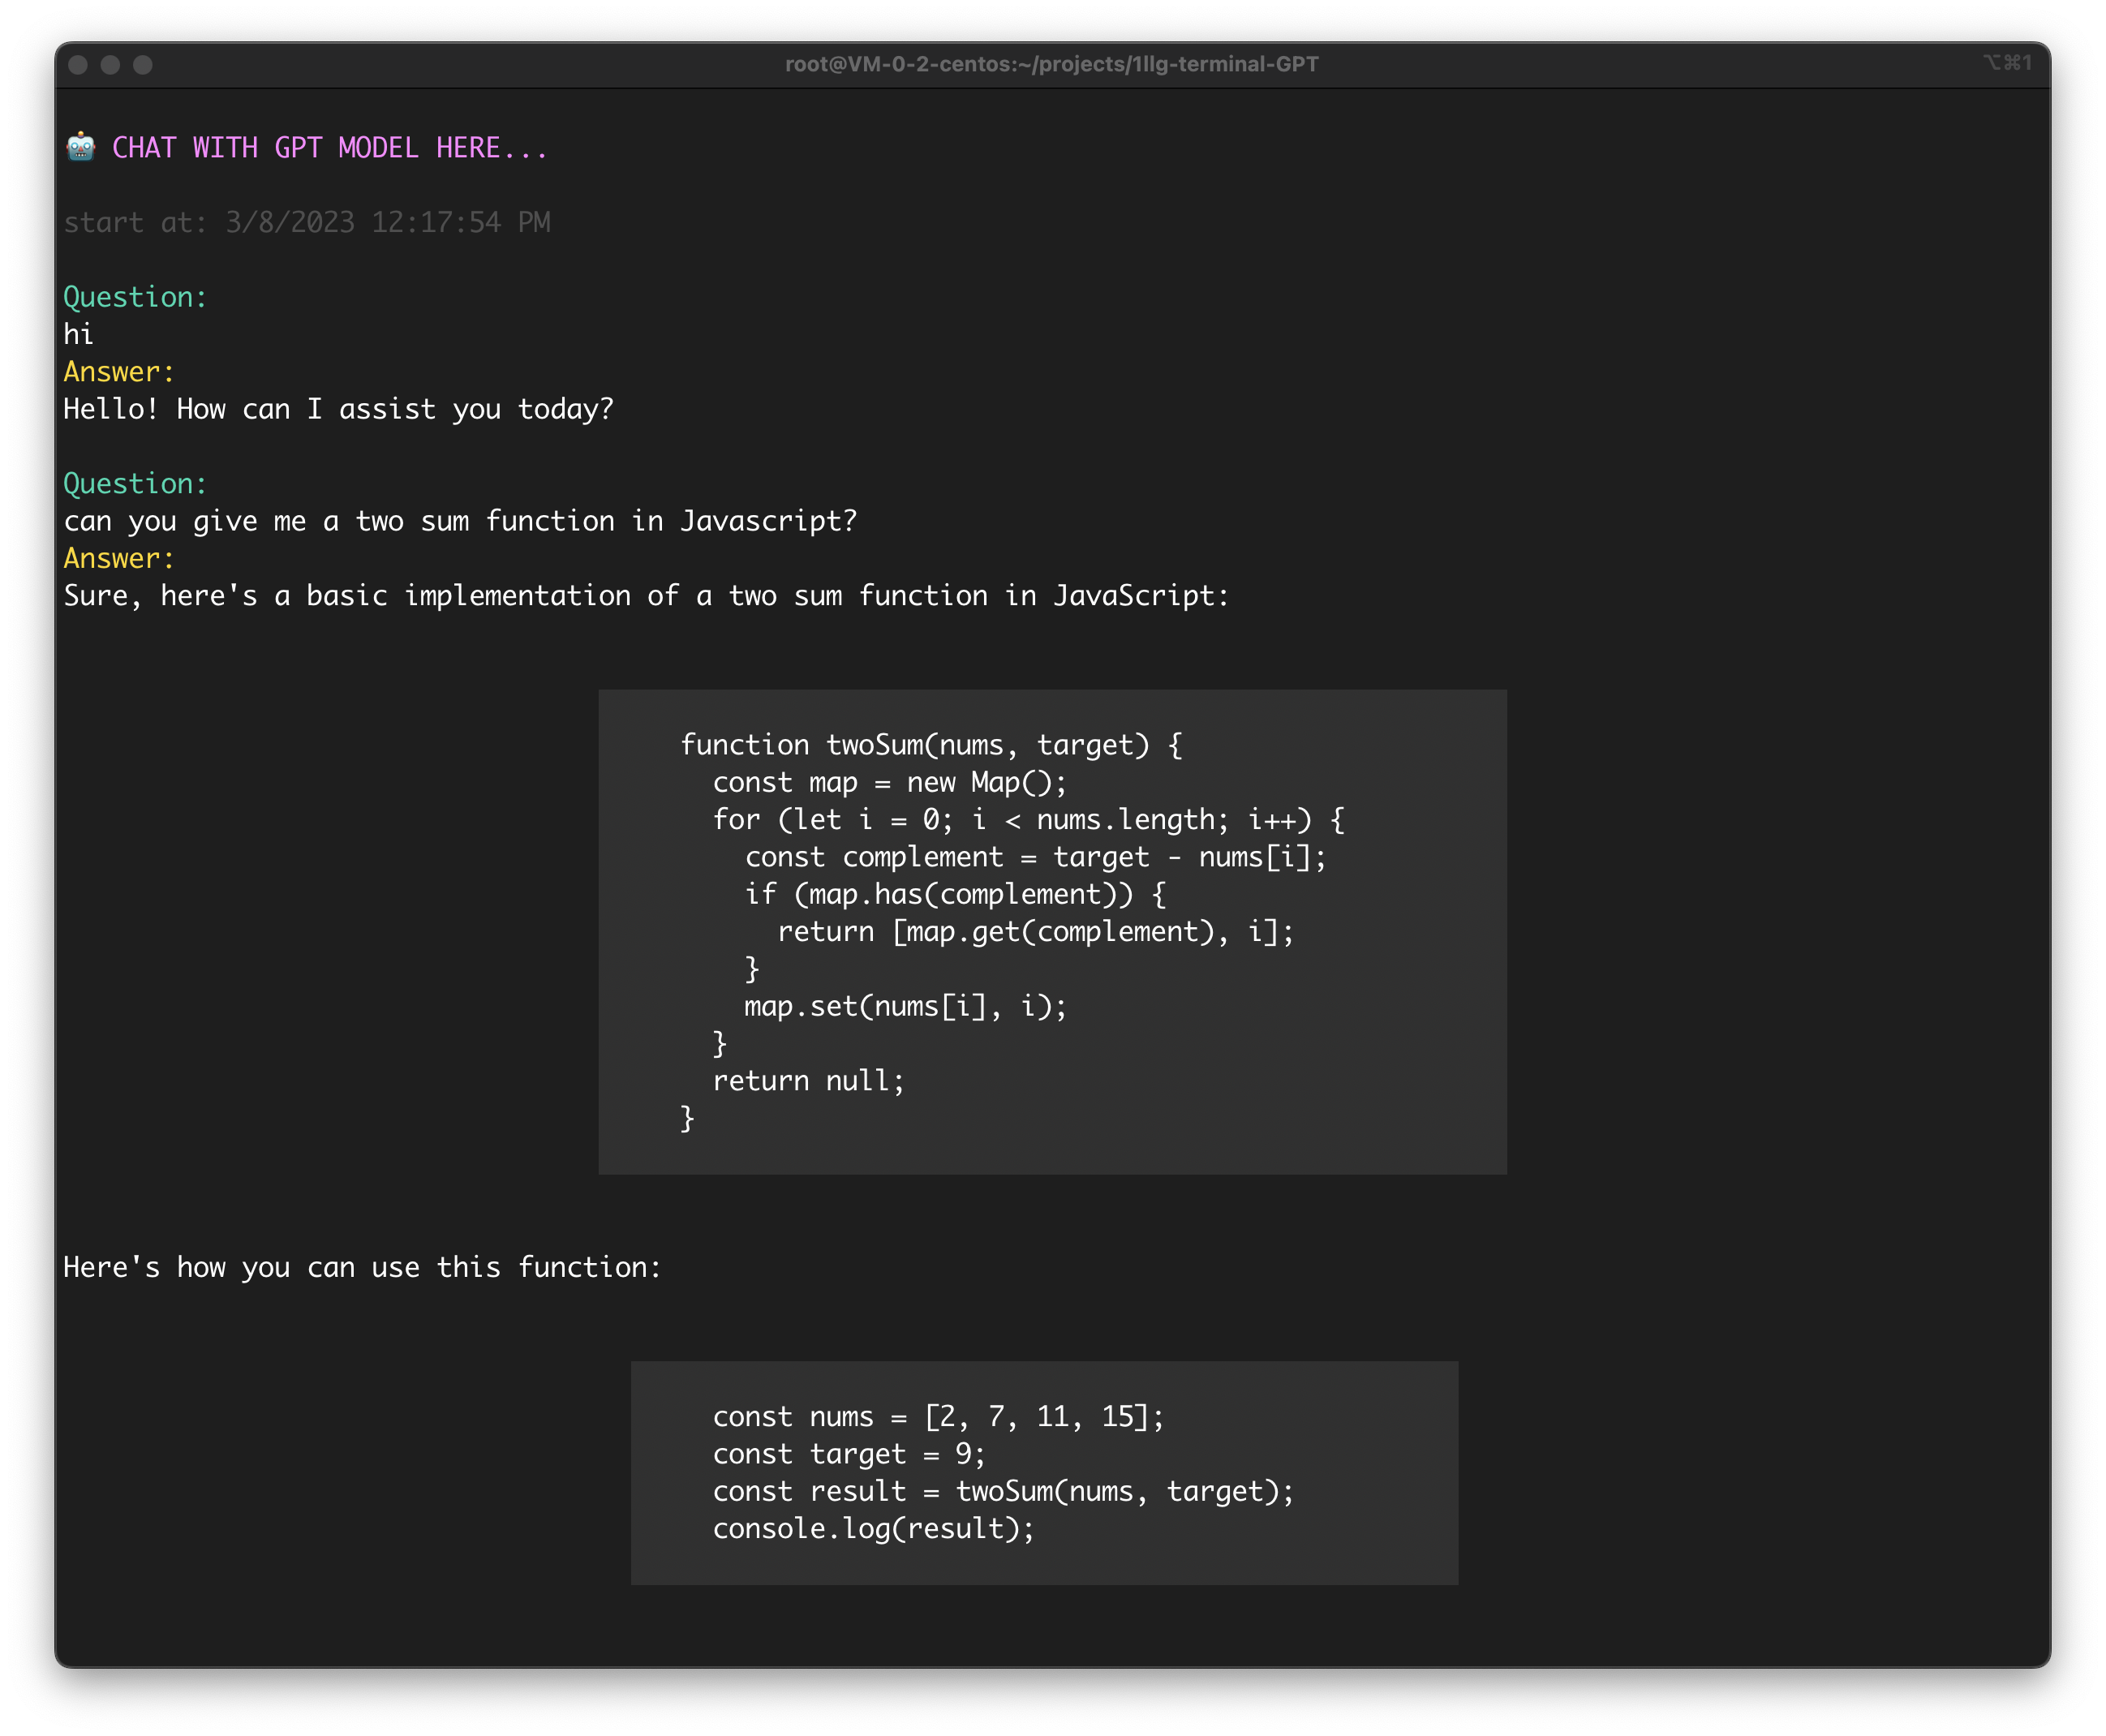 root@VM-0-2-centos:~/projects/1llg-terminal-GPT
⌥⌘1
🤖 CHAT WITH GPT MODEL HERE...
start at: 3/8/2023 12:17:54 PM
Question:
hi
Answer:
Hello! How can I assist you today?
Question:
can you give me a two sum function in Javascript?
Answer:
Sure, here's a basic implementation of a two sum function in JavaScript:
function twoSum(nums, target) {
  const map = new Map();
  for (let i = 0; i < nums.length; i++) {
    const complement = target - nums[i];
    if (map.has(complement)) {
      return [map.get(complement), i];
    }
    map.set(nums[i], i);
  }
  return null;
}
Here's how you can use this function:
const nums = [2, 7, 11, 15];
const target = 9;
const result = twoSum(nums, target);
console.log(result);